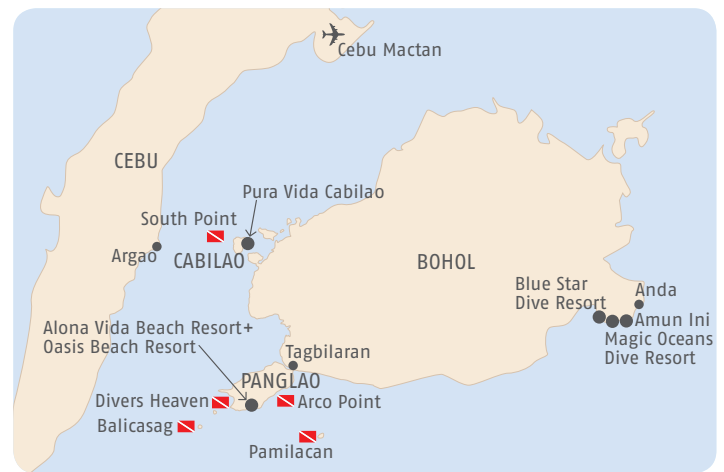 Cebu Mactan
CEBU
Pura Vida Cabilao
South Point
Argao
CABILAO
BOHOL
Blue Star
Dive Resort
Anda
Amun Ini
Magic Oceans
Dive Resort
Alona Vida Beach Resort+
Oasis Beach Resort
Tagbilaran
PANGLAO
Divers Heaven
Arco Point
Balicasag
Pamilacan